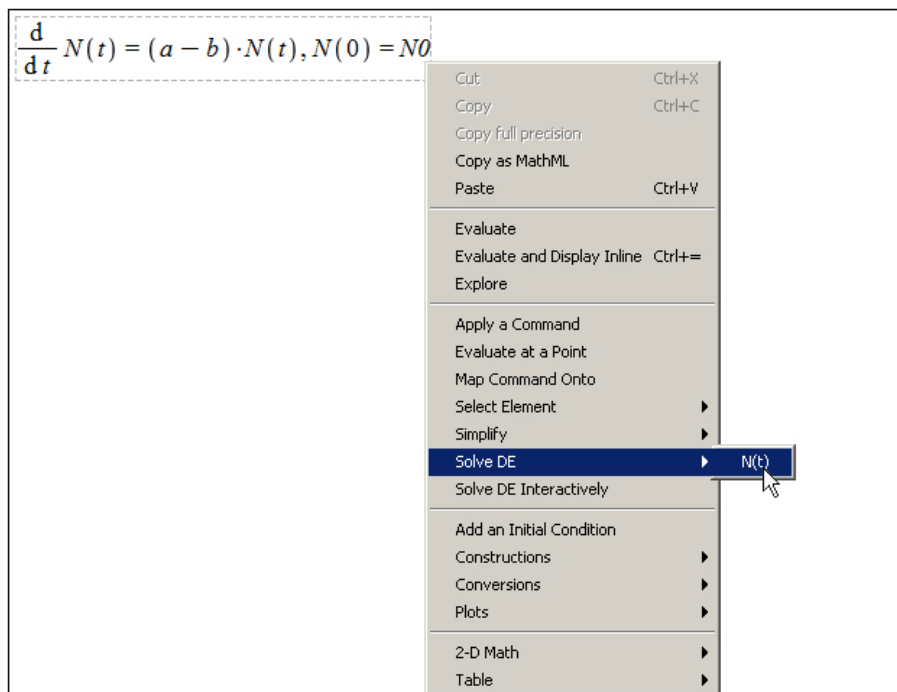 d/dt N(t) = (a − b)·N(t), N(0) = N0
Cut Ctrl+X
Copy Ctrl+C
Copy full precision
Copy as MathML
Paste Ctrl+V
Evaluate
Evaluate and Display Inline Ctrl+=
Explore
Apply a Command
Evaluate at a Point
Map Command Onto
Select Element
Simplify
Solve DE N(t)
Solve DE Interactively
Add an Initial Condition
Constructions
Conversions
Plots
2-D Math
Table